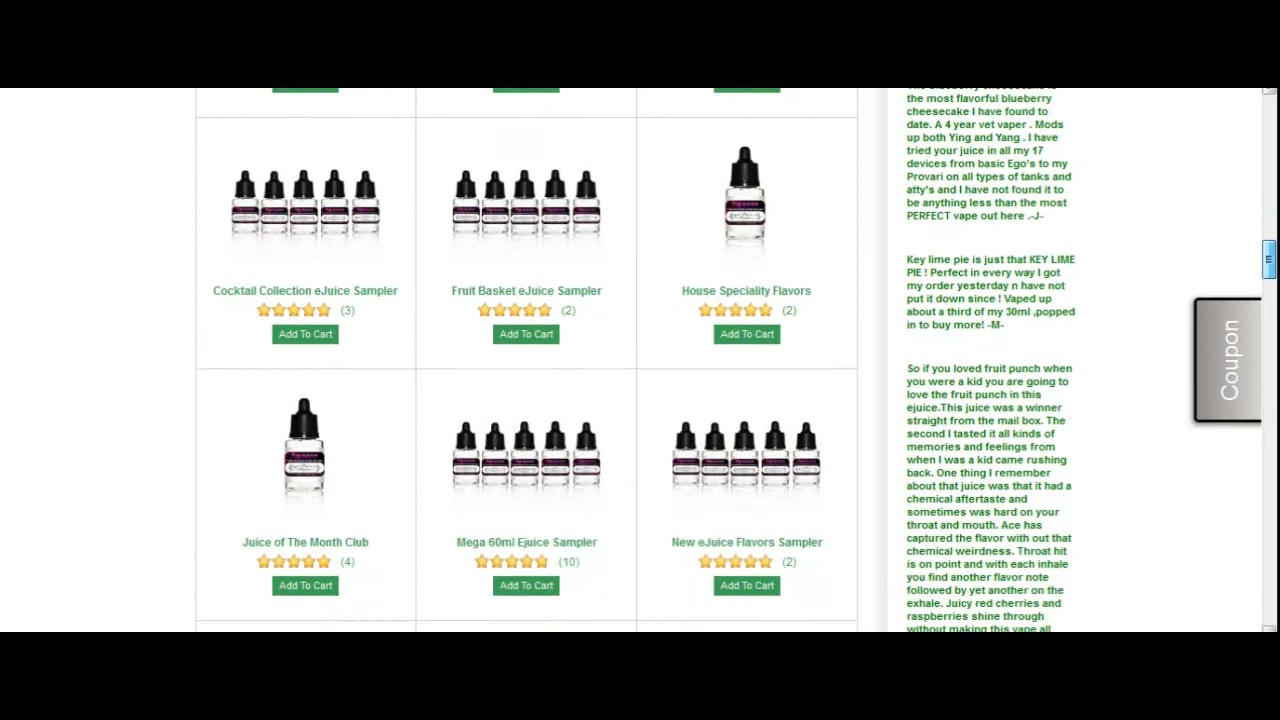 Cocktail Collection eJuice Sampler
(3)
Add To Cart
Fruit Basket eJuice Sampler
(2)
Add To Cart
House Speciality Flavors
(2)
Add To Cart
Juice of The Month Club
(4)
Add To Cart
Mega 60ml Ejuice Sampler
(10)
Add To Cart
New eJuice Flavors Sampler
(2)
Add To Cart
the most flavorful blueberry
cheesecake I have found to
date. A 4 year vet vaper . Mods
up both Ying and Yang . I have
tried your juice in all my 17
devices from basic Ego's to my
Provari on all types of tanks and
atty's and I have not found it to
be anything less than the most
PERFECT vape out here .-J-
Key lime pie is just that KEY LIME
PIE ! Perfect in every way I got
my order yesterday n have not
put it down since ! Vaped up
about a third of my 30ml ,popped
in to buy more! -M-
So if you loved fruit punch when
you were a kid you are going to
love the fruit punch in this
ejuice.This juice was a winner
straight from the mail box. The
second I tasted it all kinds of
memories and feelings from
when I was a kid came rushing
back. One thing I remember
about that juice was that it had a
chemical aftertaste and
sometimes was hard on your
throat and mouth. Ace has
captured the flavor with out that
chemical weirdness. Throat hit
is on point and with each inhale
you find another flavor note
followed by yet another on the
exhale. Juicy red cherries and
raspberries shine through
without making this vape all
Coupon